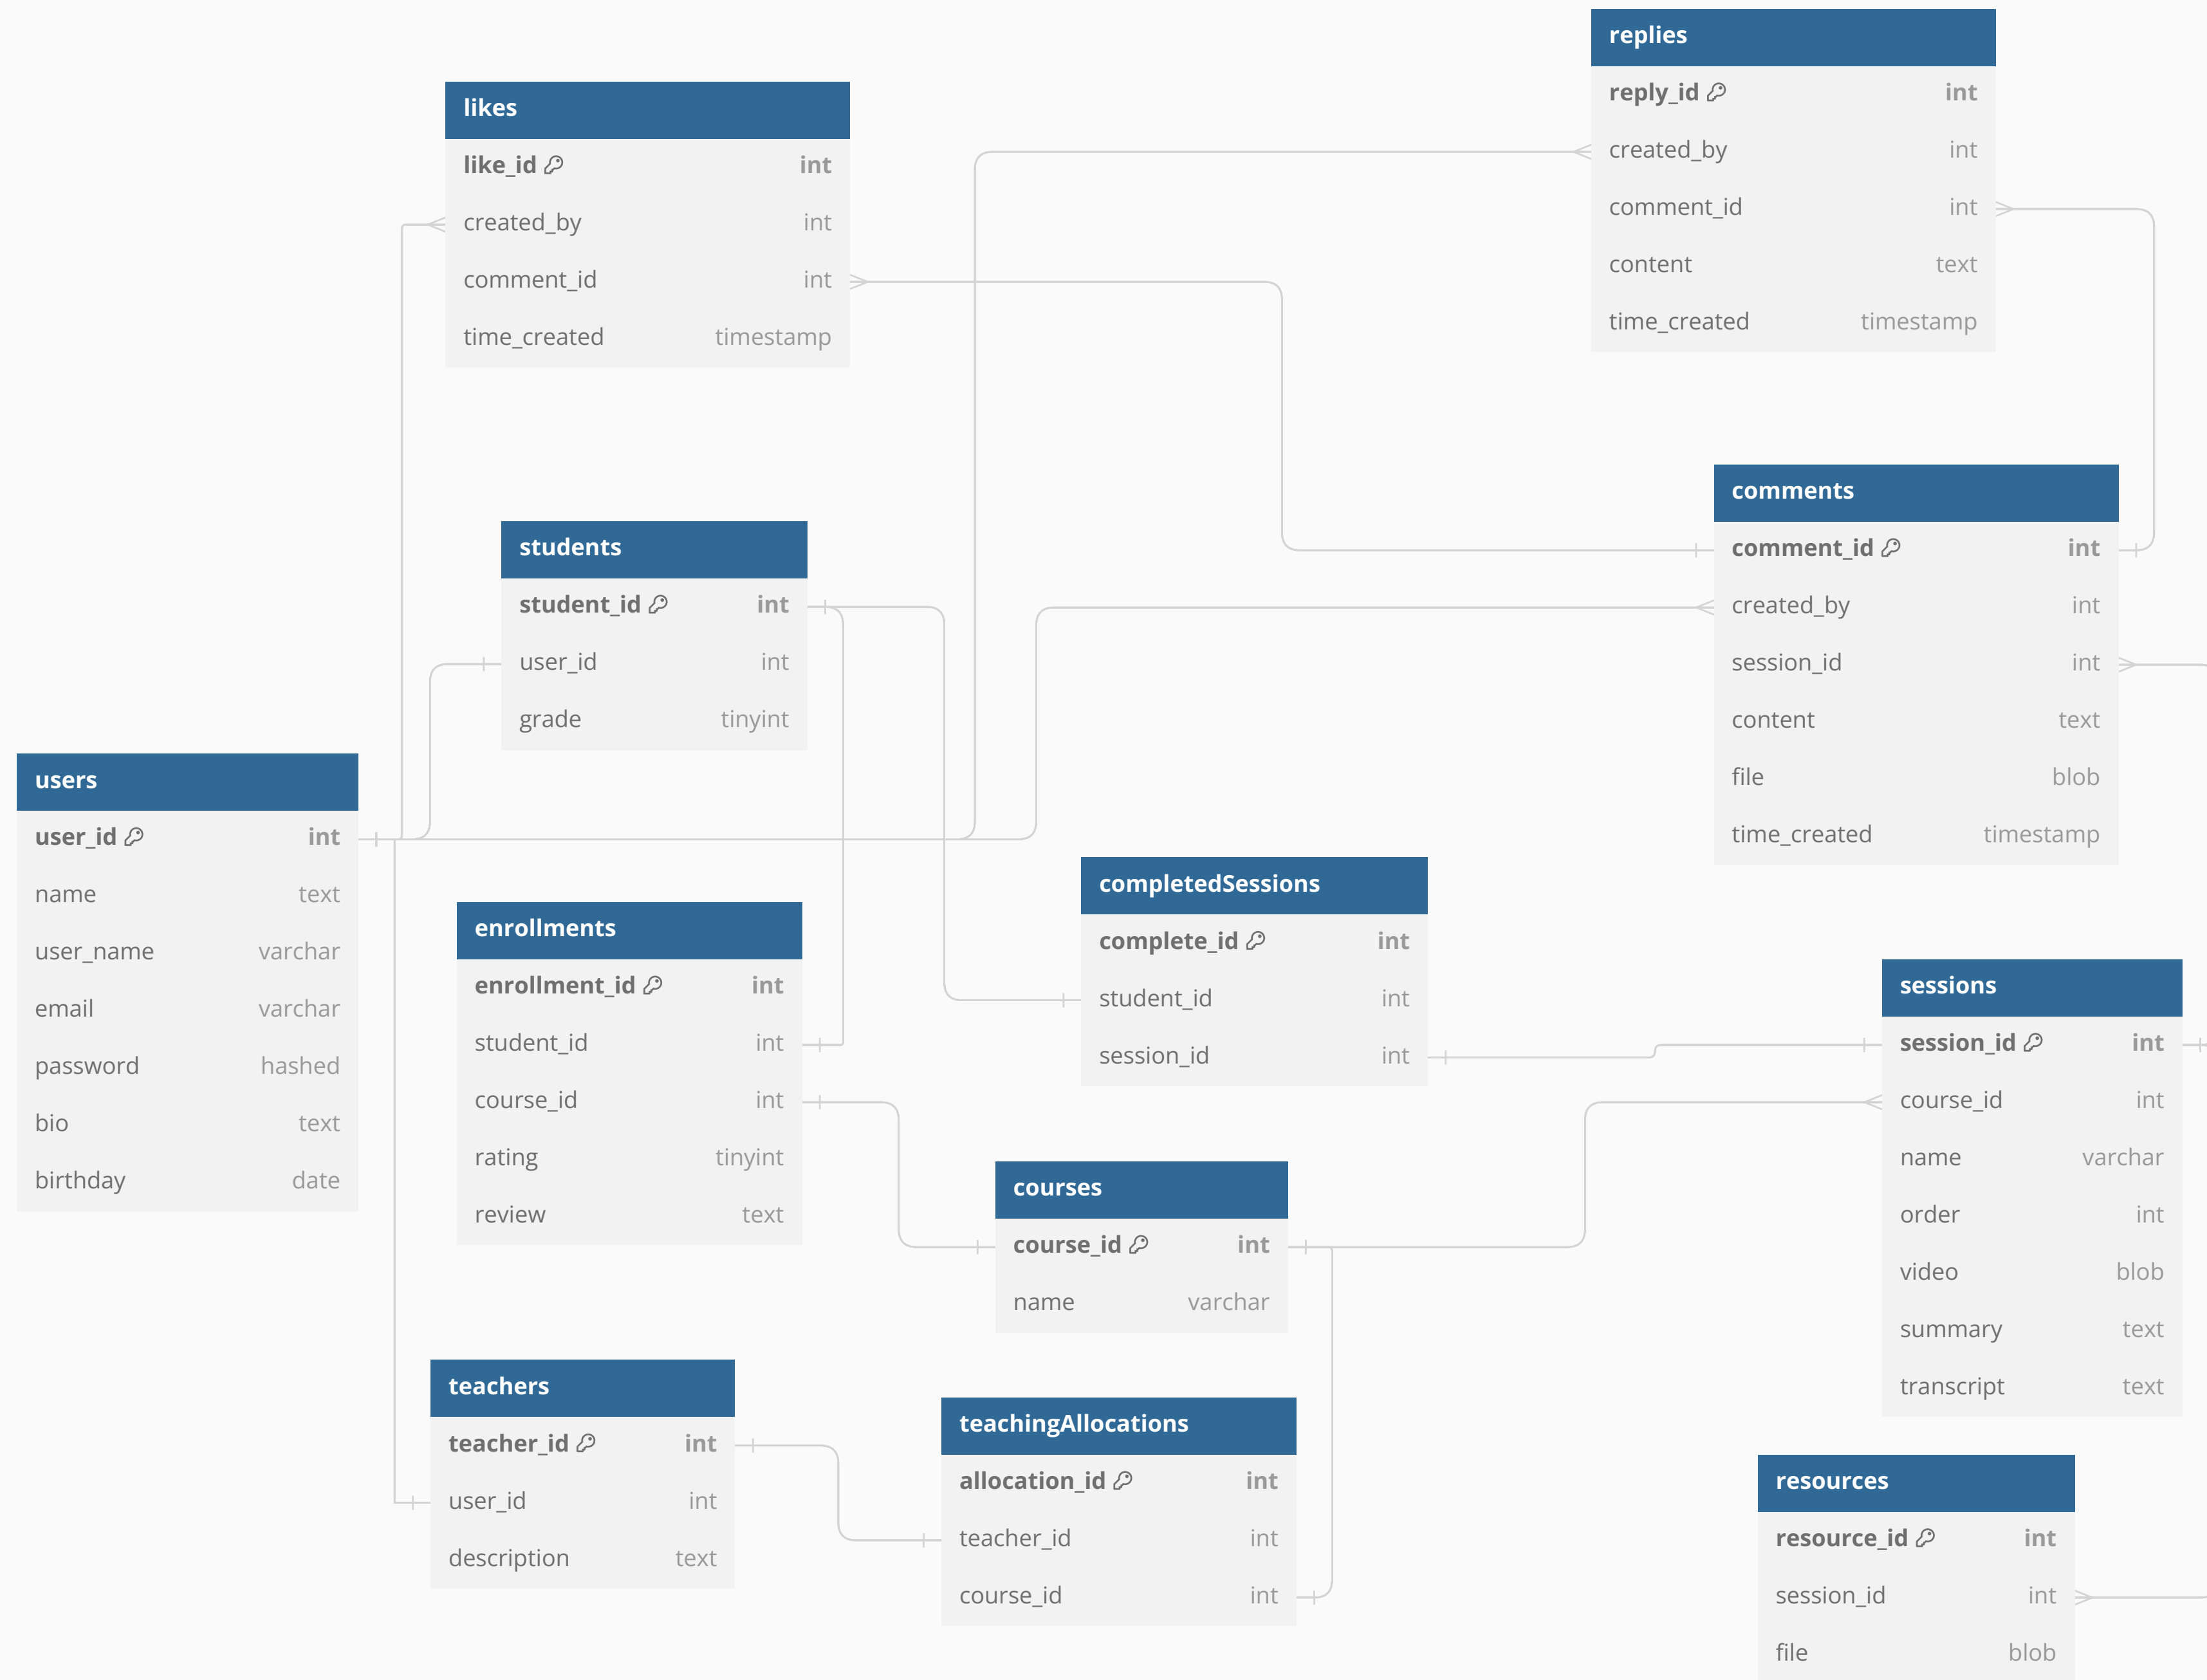 replies
reply_id int
created_by int
comment_id int
content text
time_created timestamp
likes
like_id int
created_by int
comment_id int
time_created timestamp
comments
comment_id int
created_by int
session_id int
content text
file blob
time_created timestamp
students
student_id int
user_id int
grade tinyint
users
user_id int
name text
user_name varchar
email varchar
password hashed
bio text
birthday date
completedSessions
complete_id int
student_id int
session_id int
enrollments
enrollment_id int
student_id int
course_id int
rating tinyint
review text
sessions
session_id int
course_id int
name varchar
order int
video blob
summary text
transcript text
courses
course_id int
name varchar
teachers
teacher_id int
user_id int
description text
teachingAllocations
allocation_id int
teacher_id int
course_id int
resources
resource_id int
session_id int
file blob